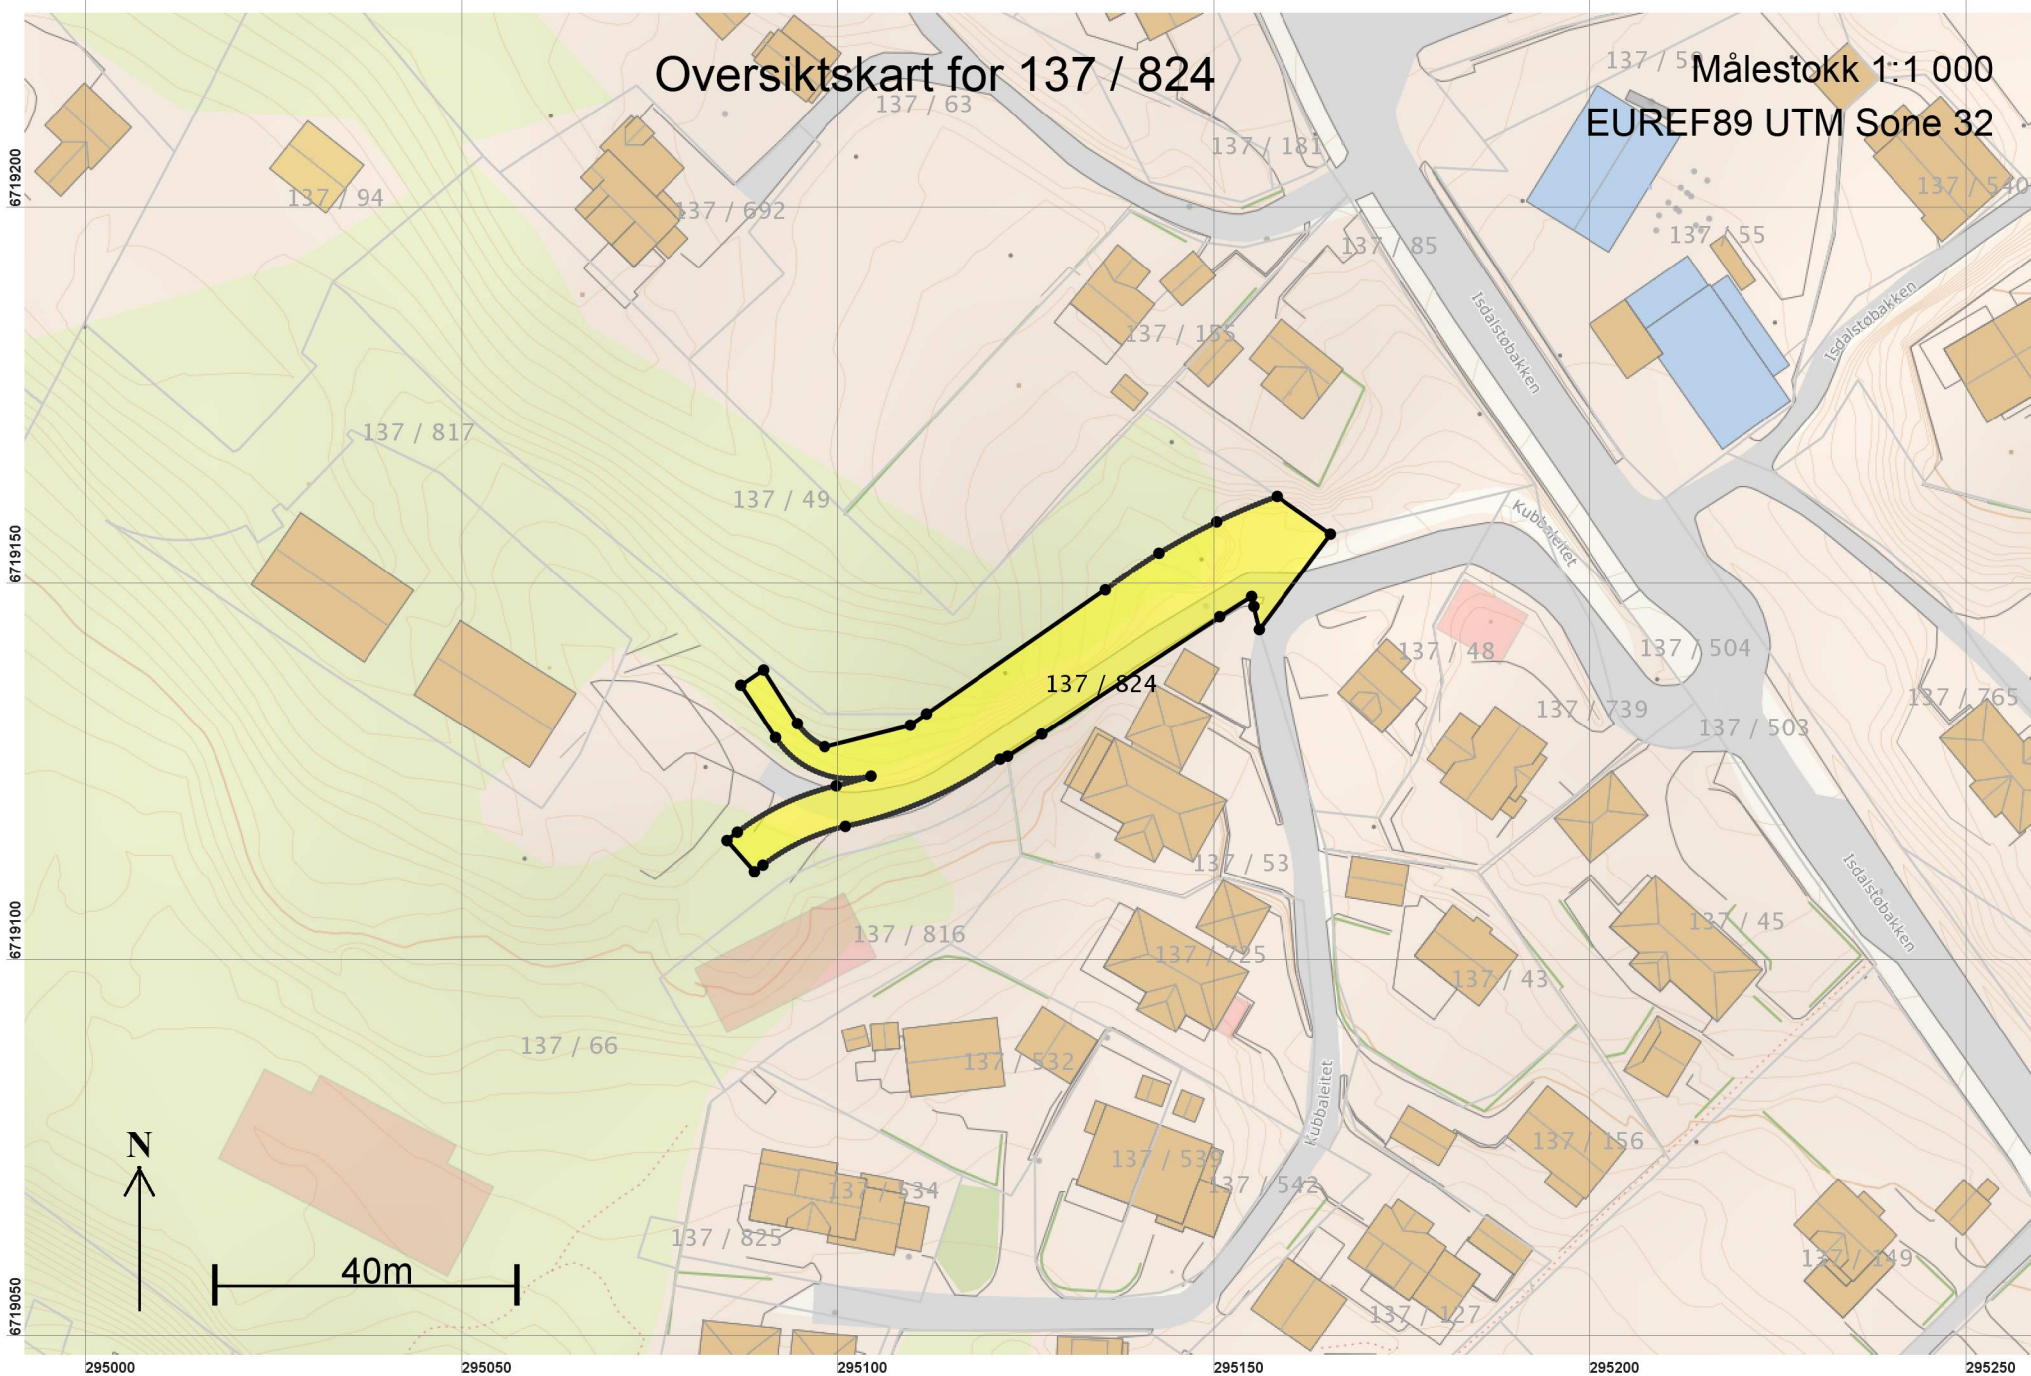 Oversiktskart for 137 / 824
Målestokk 1:1 000
EUREF89 UTM Sone 32
137 / 63
137 / 181
137 / 94
137 / 692
137 / 85
137 / 55
137 / 540
6719200
137 / 155
Isdalstøbakken
Isdalstøbakken
137 / 817
137 / 49
Kubbaleitet
6719150
137 / 48
137 / 504
137 / 824
137 / 739
137 / 765
137 / 503
137 / 53
Isdalstøbakken
137 / 816
137 / 45
137 / 725
137 / 43
6719100
137 / 66
137 / 532
Kubbaleitet
137 / 156
137 / 539
137 / 542
137 / 534
137 / 825
137 / 149
137 / 127
N
40m
6719050
295000
295050
295100
295150
295200
295250